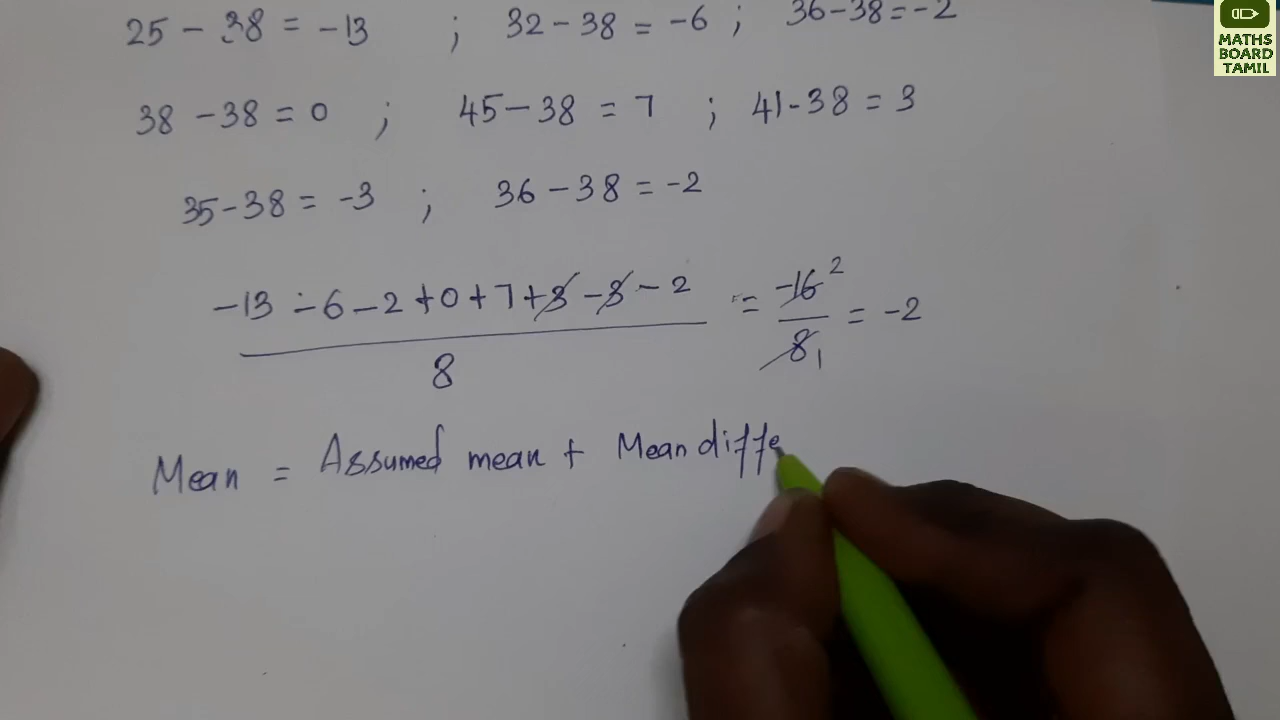 25 - 38 = -13 ; 32 - 38 = -6 ; 36-38 = -2
38 - 38 = 0 ; 45 - 38 = 7 ; 41 - 38 = 3
35 - 38 = -3 ; 36 - 38 = -2
-13 - 6 - 2 + 0 + 7 + 3 - 3 - 2 = -16 2 = -2
8 8 1
Mean = Assumed mean + Mean diffe
MATHS
BOARD
TAMIL